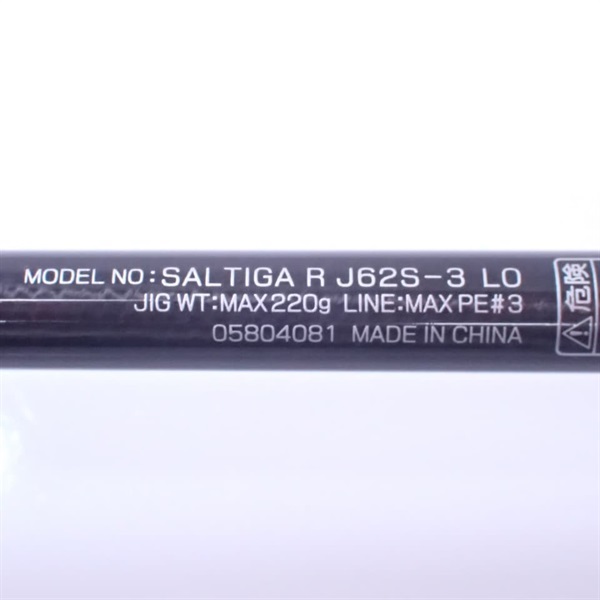 MODEL NO:SALTIGA R J62S-3 LO
JIG WT:MAX220g LINE:MAX PE#3
05804081 MADE IN CHINA
危険